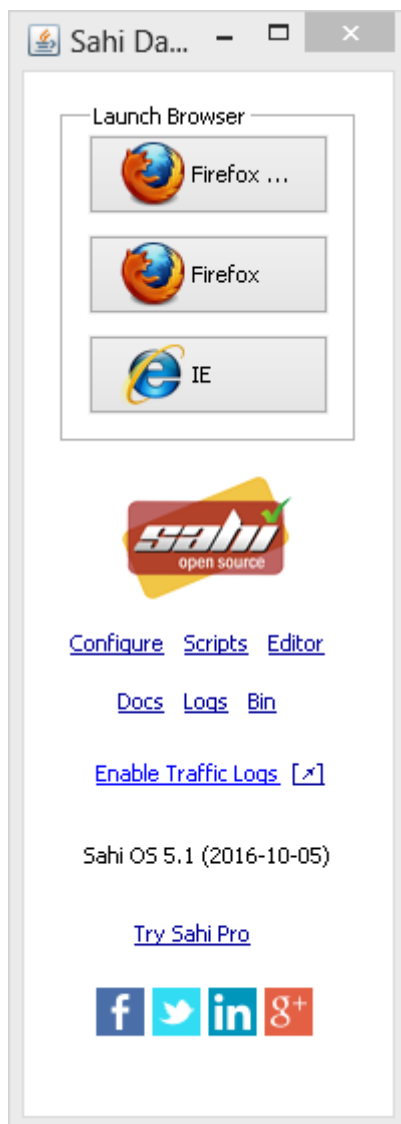 Sahi Da...
Launch Browser
Firefox ...
Firefox
IE
sahi
open source
Configure Scripts Editor
Docs Logs Bin
Enable Traffic Logs [↗]
Sahi OS 5.1 (2016-10-05)
Try Sahi Pro
f in g+